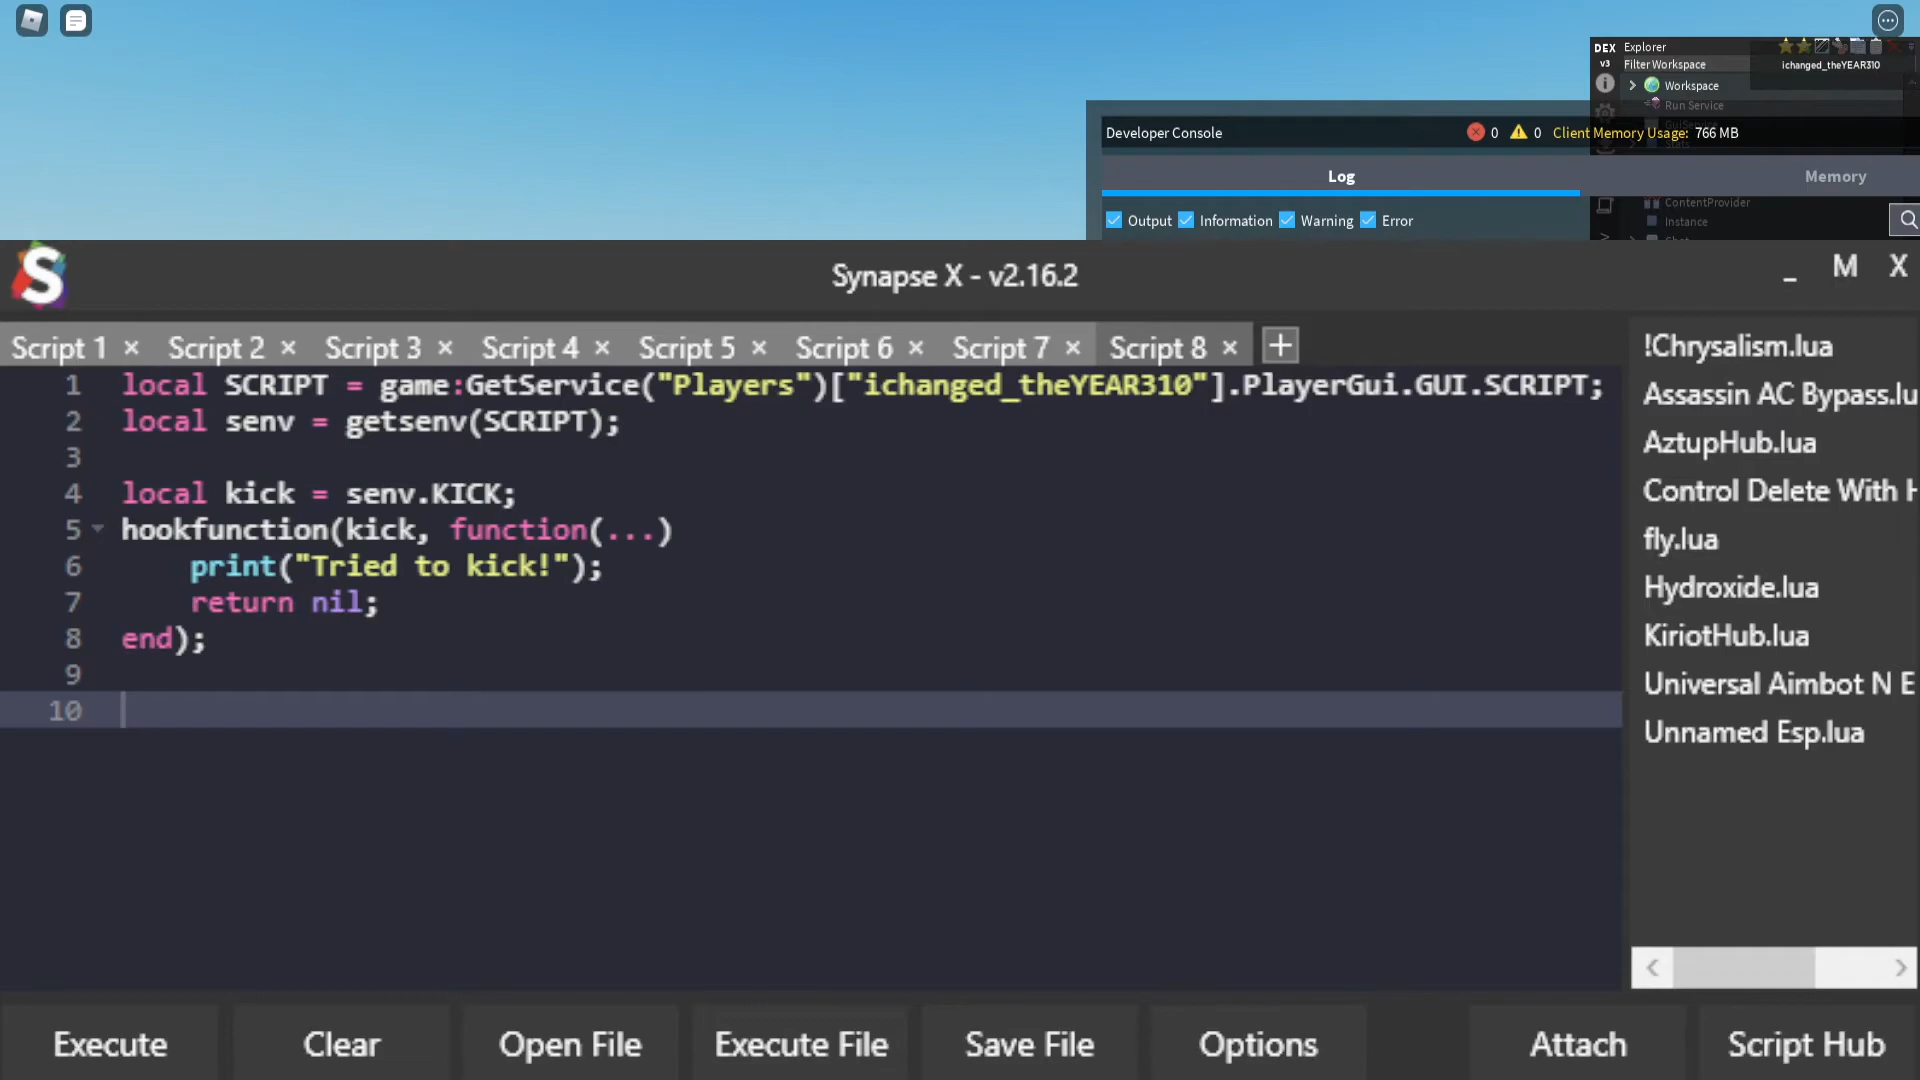 DEX Explorer
v3 Filter Workspace
ichanged_theYEAR310
Workspace
Run Service
GuiService
Stats
Developer Console 0 0 Client Memory Usage: 766 MB
Log Memory
ContentProvider
Output Information Warning Error
Instance
Chat
Synapse X - v2.16.2
_ M X
Script 1 × Script 2 × Script 3 × Script 4 × Script 5 × Script 6 × Script 7 × Script 8 × +
1 local SCRIPT = game:GetService("Players")["ichanged_theYEAR310"].PlayerGui.GUI.SCRIPT;
2 local senv = getsenv(SCRIPT);
3
4 local kick = senv.KICK;
5 hookfunction(kick, function(...)
6 print("Tried to kick!");
7 return nil;
8 end);
9
10
!Chrysalism.lua
Assassin AC Bypass.lu
AztupHub.lua
Control Delete With
fly.lua
Hydroxide.lua
KiriotHub.lua
Universal Aimbot N E
Unnamed Esp.lua
Execute Clear Open File Execute File Save File Options Attach Script Hub